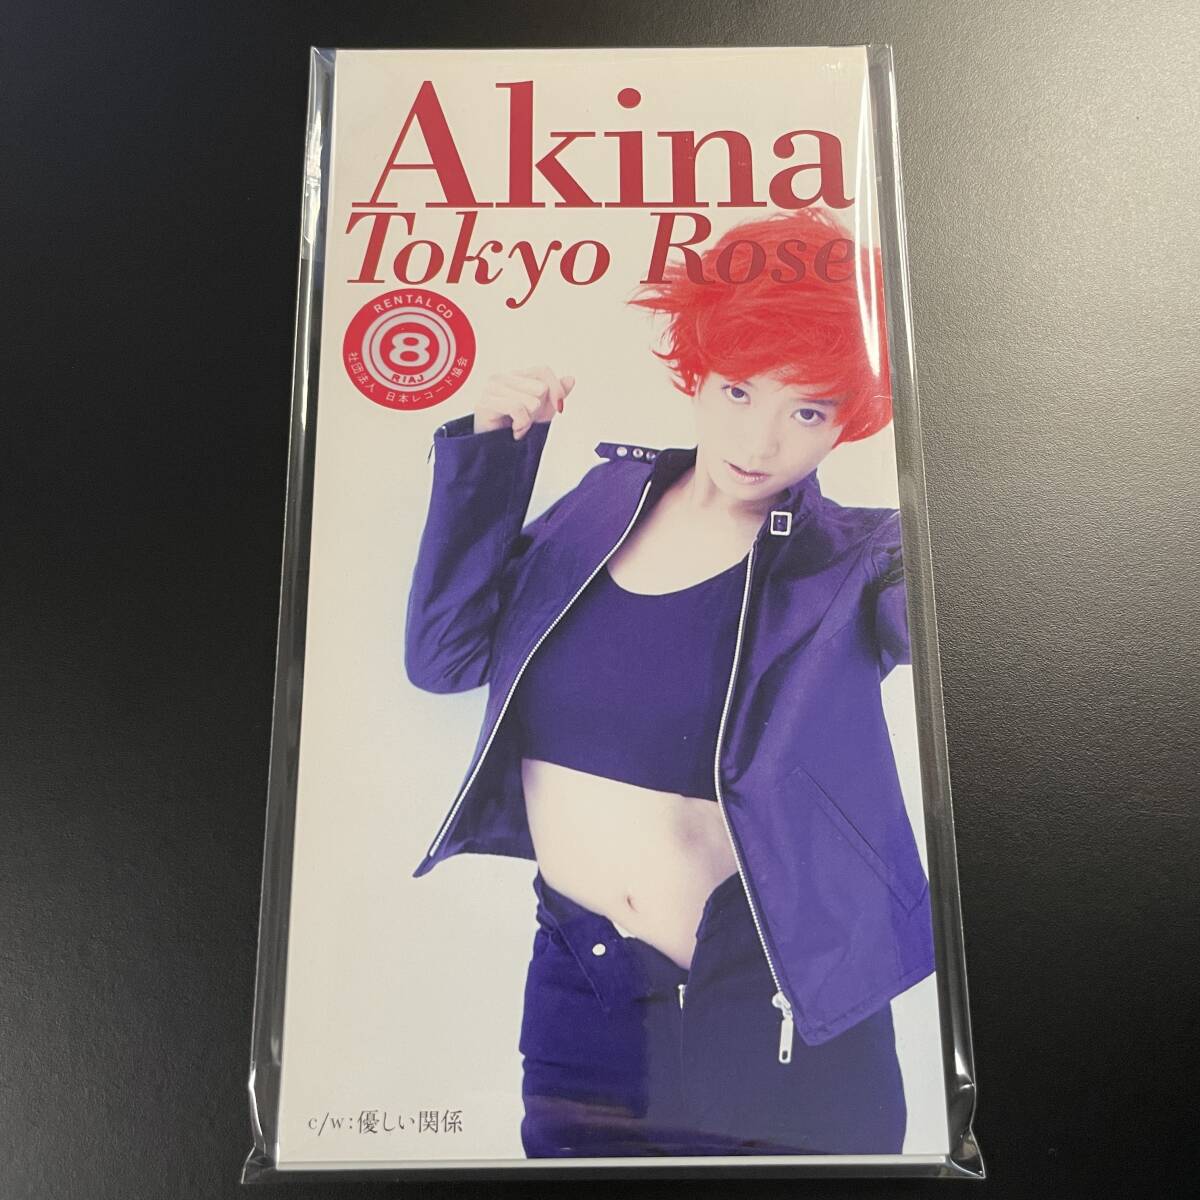 Akina
Tokyo Rose
RENTAL CD
8
RIAJ
社団法人 日本レコード協会
c/w:優しい関係